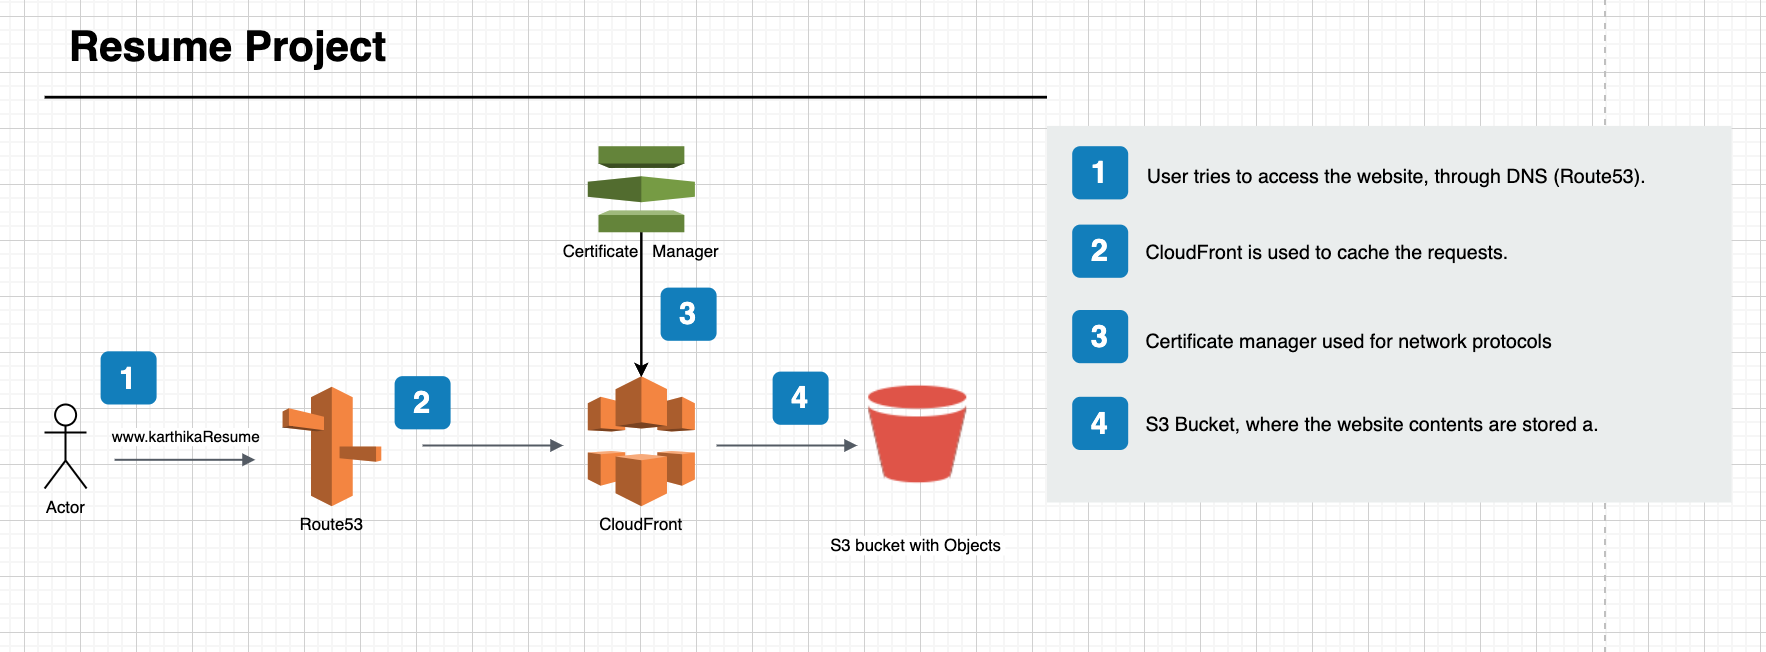 Resume Project
Certificate Manager
3
1
www.karthikaResume
Actor
Route53
2
CloudFront
4
S3 bucket with Objects
1 User tries to access the website, through DNS (Route53).
2 CloudFront is used to cache the requests.
3 Certificate manager used for network protocols
4 S3 Bucket, where the website contents are stored a.